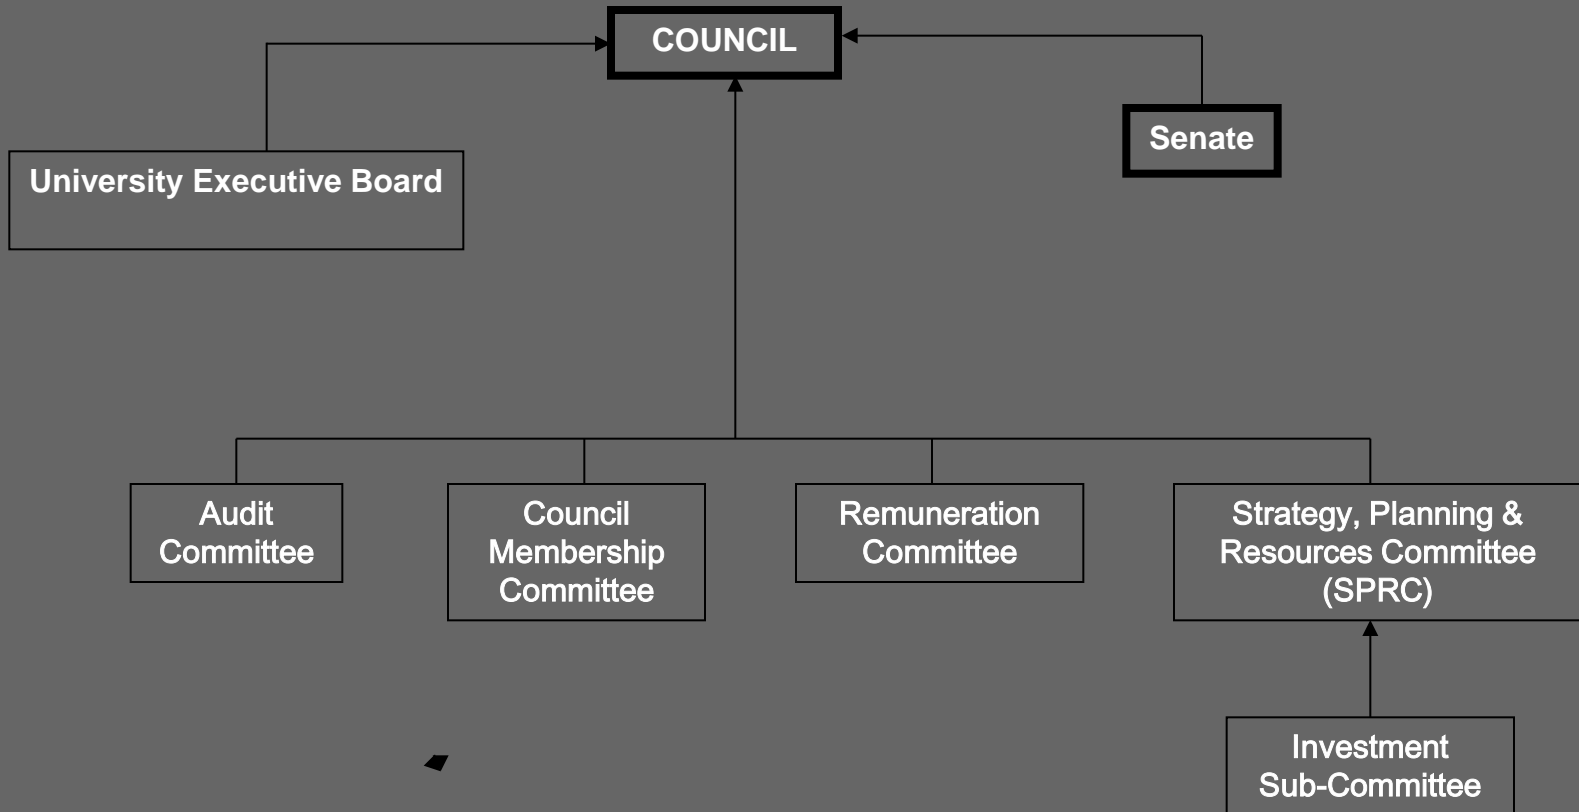 COUNCIL
Senate
University Executive Board
Audit
Committee
Council
Membership
Committee
Remuneration
Committee
Strategy, Planning &
Resources Committee
(SPRC)
Investment
Sub-Committee